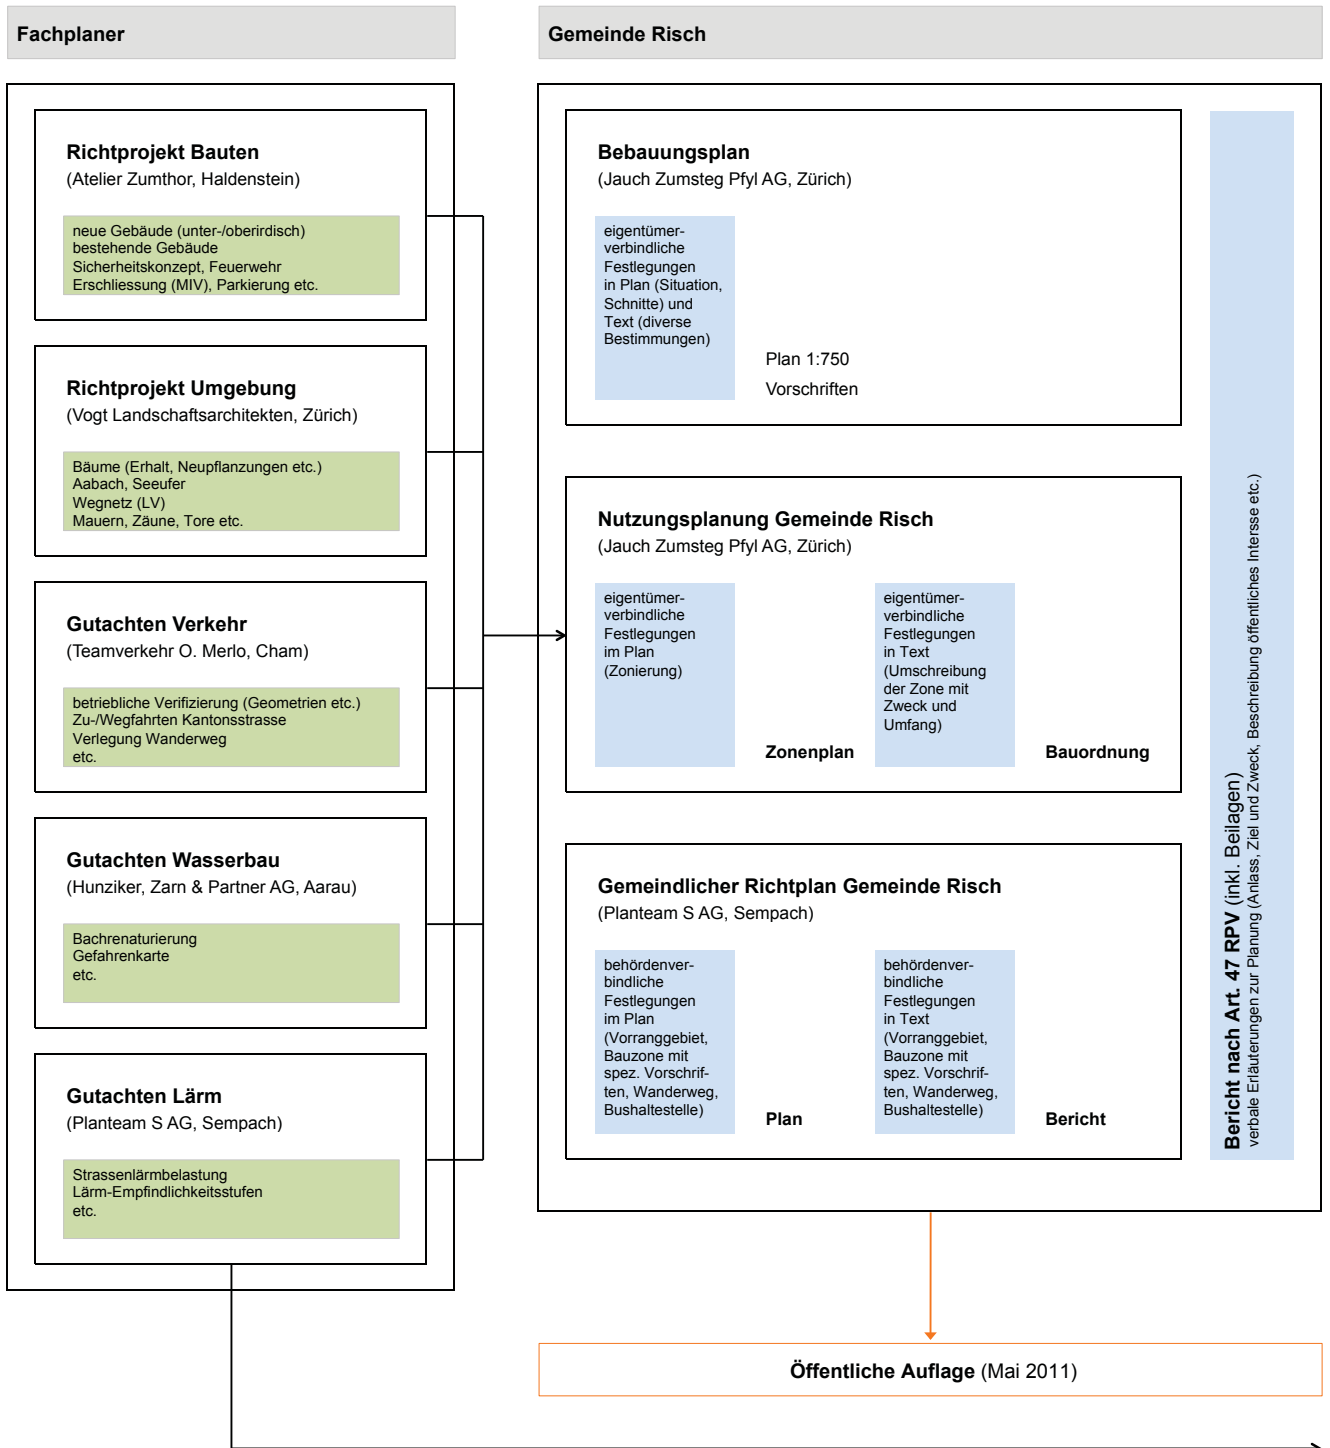 Fachplaner
Richtprojekt Bauten
(Atelier Zumthor, Haldenstein)
neue Gebäude (unter-/oberirdisch)
bestehende Gebäude
Sicherheitskonzept, Feuerwehr
Erschliessung (MIV), Parkierung etc.
Richtprojekt Umgebung
(Vogt Landschaftsarchitekten, Zürich)
Bäume (Erhalt, Neupflanzungen etc.)
Aabach, Seeufer
Wegnetz (LV)
Mauern, Zäune, Tore etc.
Gutachten Verkehr
(Teamverkehr O. Merlo, Cham)
betriebliche Verifizierung (Geometrien etc.)
Zu-/Wegfahrten Kantonsstrasse
Verlegung Wanderweg
etc.
Gutachten Wasserbau
(Hunziker, Zarn & Partner AG, Aarau)
Bachrenaturierung
Gefahrenkarte
etc.
Gutachten Lärm
(Planteam S AG, Sempach)
Strassenlärmbelastung
Lärm-Empfindlichkeitsstufen
etc.
Gemeinde Risch
Bebauungsplan
(Jauch Zumsteg Pfyl AG, Zürich)
eigentümer-
verbindliche
Festlegungen
in Plan (Situation,
Schnitte) und
Text (diverse
Bestimmungen)
Plan 1:750
Vorschriften
Nutzungsplanung Gemeinde Risch
(Jauch Zumsteg Pfyl AG, Zürich)
eigentümer-
verbindliche
Festlegungen
im Plan
(Zonierung)
Zonenplan
eigentümer-
verbindliche
Festlegungen
in Text
(Umschreibung
der Zone mit
Zweck und
Umfang)
Bauordnung
Gemeindlicher Richtplan Gemeinde Risch
(Planteam S AG, Sempach)
behördenver-
bindliche
Festlegungen
im Plan
(Vorranggebiet,
Bauzone mit
spez. Vorschrif-
ten, Wanderweg,
Bushaltestelle)
Plan
behördenver-
bindliche
Festlegungen
in Text
(Vorranggebiet,
Bauzone mit
spez. Vorschrif-
ten, Wanderweg,
Bushaltestelle)
Bericht
Bericht nach Art. 47 RPV (inkl. Beilagen)
verbale Erläuterungen zur Planung (Anlass, Ziel und Zweck, Beschreibung öffentliches Intersse etc.)
Öffentliche Auflage (Mai 2011)